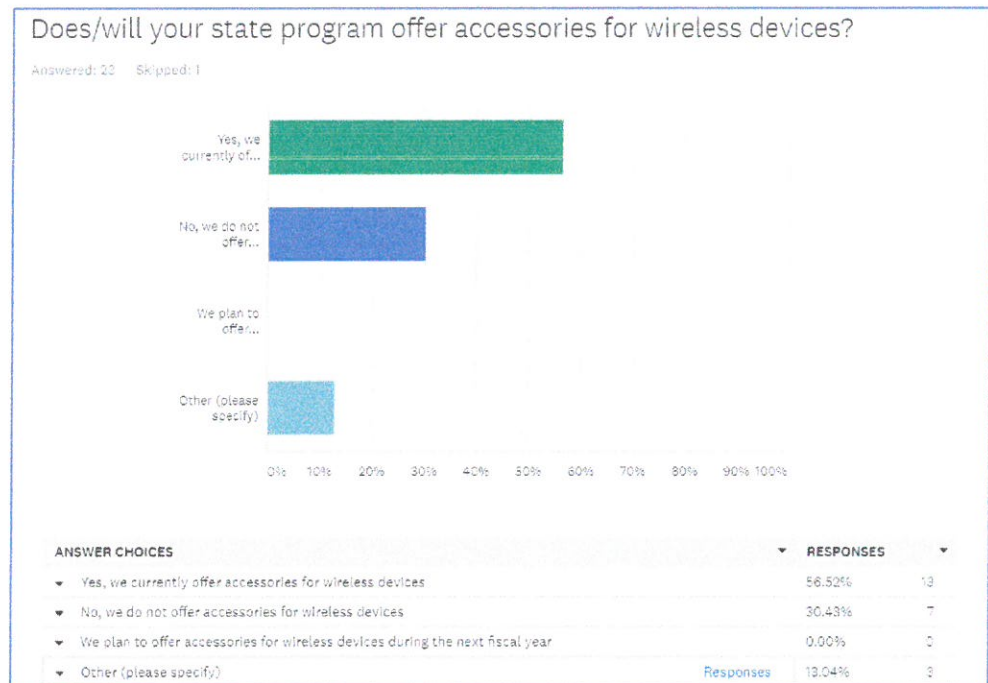 Does/will your state program offer accessories for wireless devices?
Answered: 23 Skipped: 1
Yes, we
currently of...
No, we do not
offer...
We plan to
offer...
Other (please
specify)
0% 10% 20% 30% 40% 50% 60% 70% 80% 90% 100%
ANSWER CHOICES RESPONSES
Yes, we currently offer accessories for wireless devices 56.52% 13
No, we do not offer accessories for wireless devices 30.43% 7
We plan to offer accessories for wireless devices during the next fiscal year 0.00% 0
Other (please specify) Responses 13.04% 3